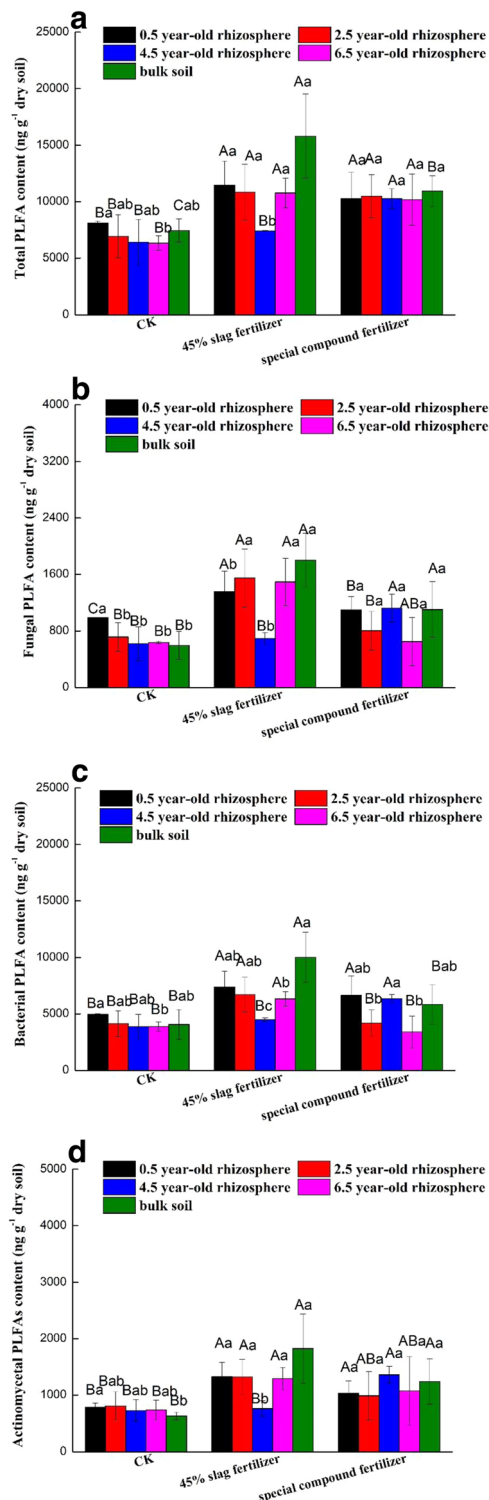 a
0.5 year-old rhizosphere 2.5 year-old rhizosphere
4.5 year-old rhizosphere 6.5 year-old rhizosphere
bulk soil
Total PLFA content (ng g-1 dry soil)
25000
20000
15000
10000
5000
0
Ba Bab Bab Bb Cab
Aa Aa Bb Aa Aa
Aa Aa Aa Aa Ba
CK
45% slag fertilizer
special compound fertilizer
b
0.5 year-old rhizosphere 2.5 year-old rhizosphere
4.5 year-old rhizosphere 6.5 year-old rhizosphere
bulk soil
Fungal PLFA content (ng g-1 dry soil)
4000
3200
2400
1600
800
0
Ca Bb Bb Bb Bb
Ab Aa Bb Aa Aa
Ba Ba Aa ABa Aa
CK
45% slag fertilizer
special compound fertilizer
c
0.5 year-old rhizosphere 2.5 year-old rhizosphere
4.5 year-old rhizosphere 6.5 year-old rhizosphere
bulk soil
Bacterial PLFA content (ng g-1 dry soil)
25000
20000
15000
10000
5000
0
Ba Bab Bab Bb Bab
Aab Aab Bc Ab Aa
Aab Bb Aa Bb Bab
CK
45% slag fertilizer
special compound fertilizer
d
0.5 year-old rhizosphere 2.5 year-old rhizosphere
4.5 year-old rhizosphere 6.5 year-old rhizosphere
bulk soil
Actinomycetal PLFAs content (ng g-1 dry soil)
5000
4000
3000
2000
1000
0
Ba Bab Bab Bab Bb
Aa Aa Bb Aa Aa
Aa ABa Aa ABa Aa
CK
45% slag fertilizer
special compound fertilizer